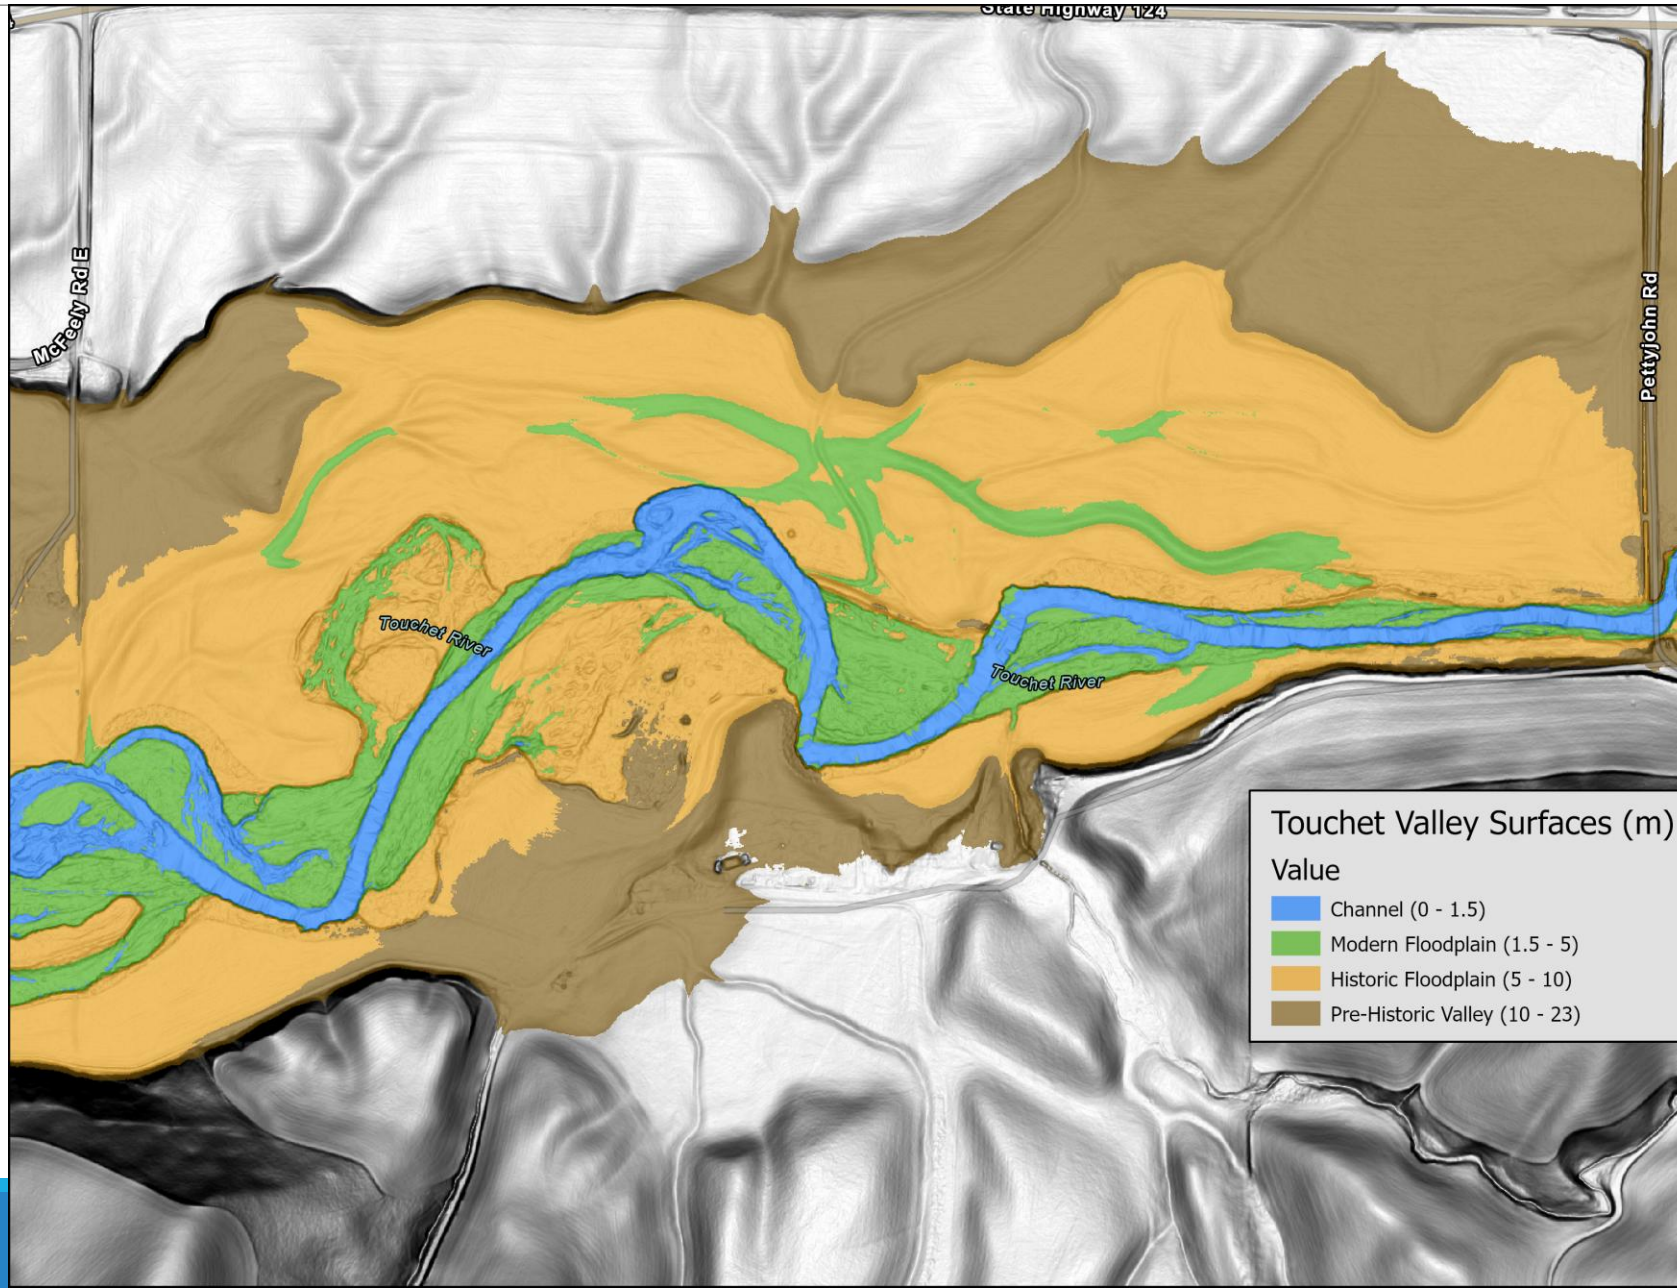 State Highway 124
McFeely Rd E
Pettyjohn Rd
Touchet River
Touchet River
Touchet Valley Surfaces (m)
Value
Channel (0 - 1.5)
Modern Floodplain (1.5 - 5)
Historic Floodplain (5 - 10)
Pre-Historic Valley (10 - 23)